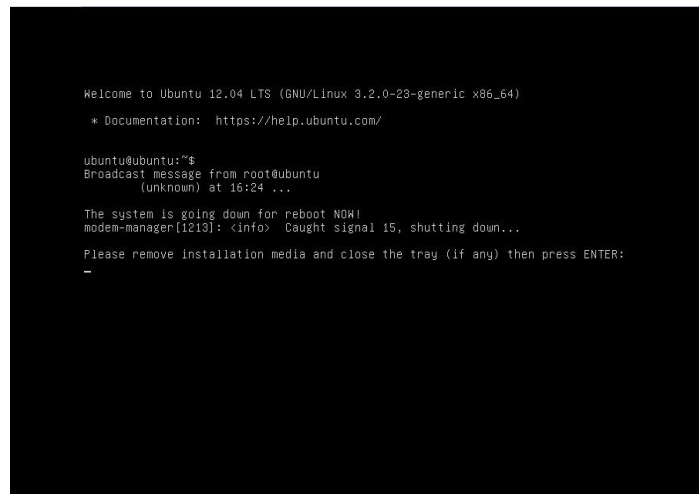 Welcome to Ubuntu 12.04 LTS (GNU/Linux 3.2.0-23-generic x86_64)
* Documentation:  https://help.ubuntu.com/
ubuntu@ubuntu:~$
Broadcast message from root@ubuntu
(unknown) at 16:24 ...
The system is going down for reboot NOW!
modem-manager[1213]: <info>  Caught signal 15, shutting down...
Please remove installation media and close the tray (if any) then press ENTER: